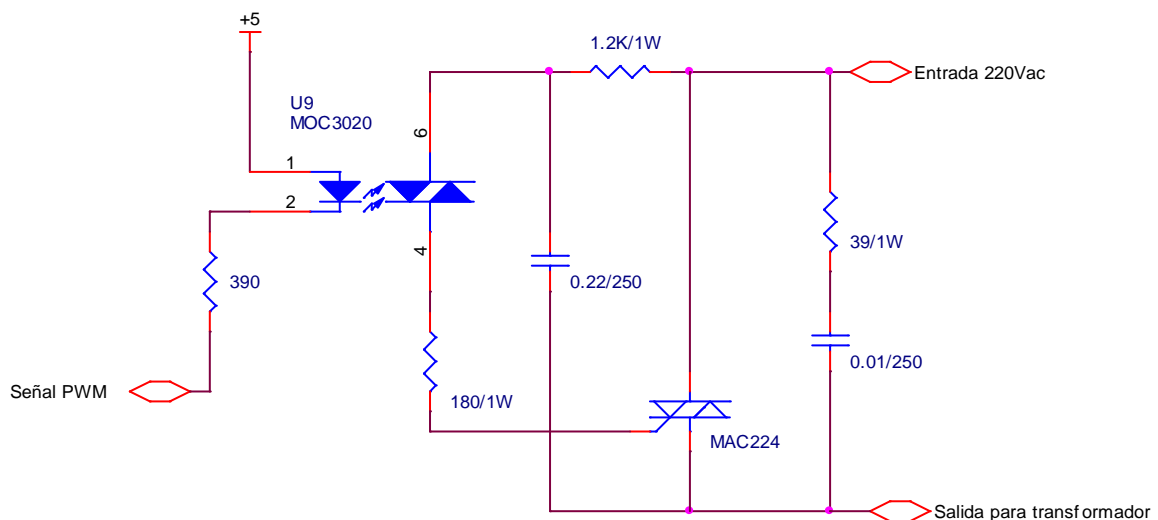 +5
1.2K/1W
Entrada 220Vac
U9
MOC3020
6
1
2
4
39/1W
390
0.22/250
0.01/250
Señal PWM
180/1W
MAC224
Salida para transformador